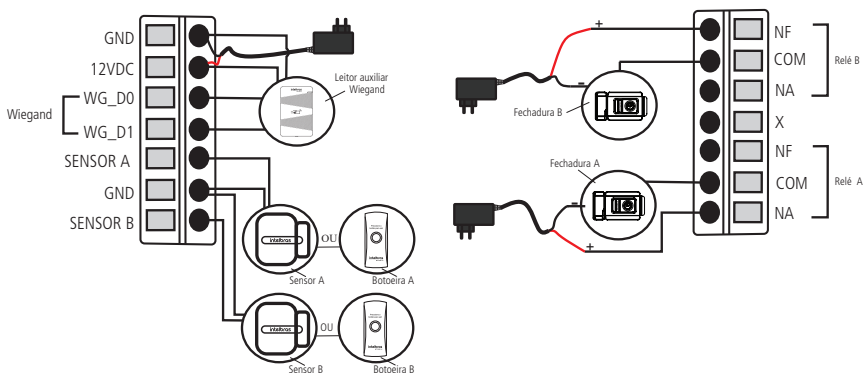 GND
12VDC
WG_D0
WG_D1
Wiegand
SENSOR A
GND
SENSOR B
Leitor auxiliar
Wiegand
intelbras
OU
Sensor A
Botoeira A
intelbras
OU
Sensor B
Botoeira B
+
-
Fechadura B
NF
COM
NA
Relé B
X
Fechadura A
-
+
NF
COM
NA
Relé A